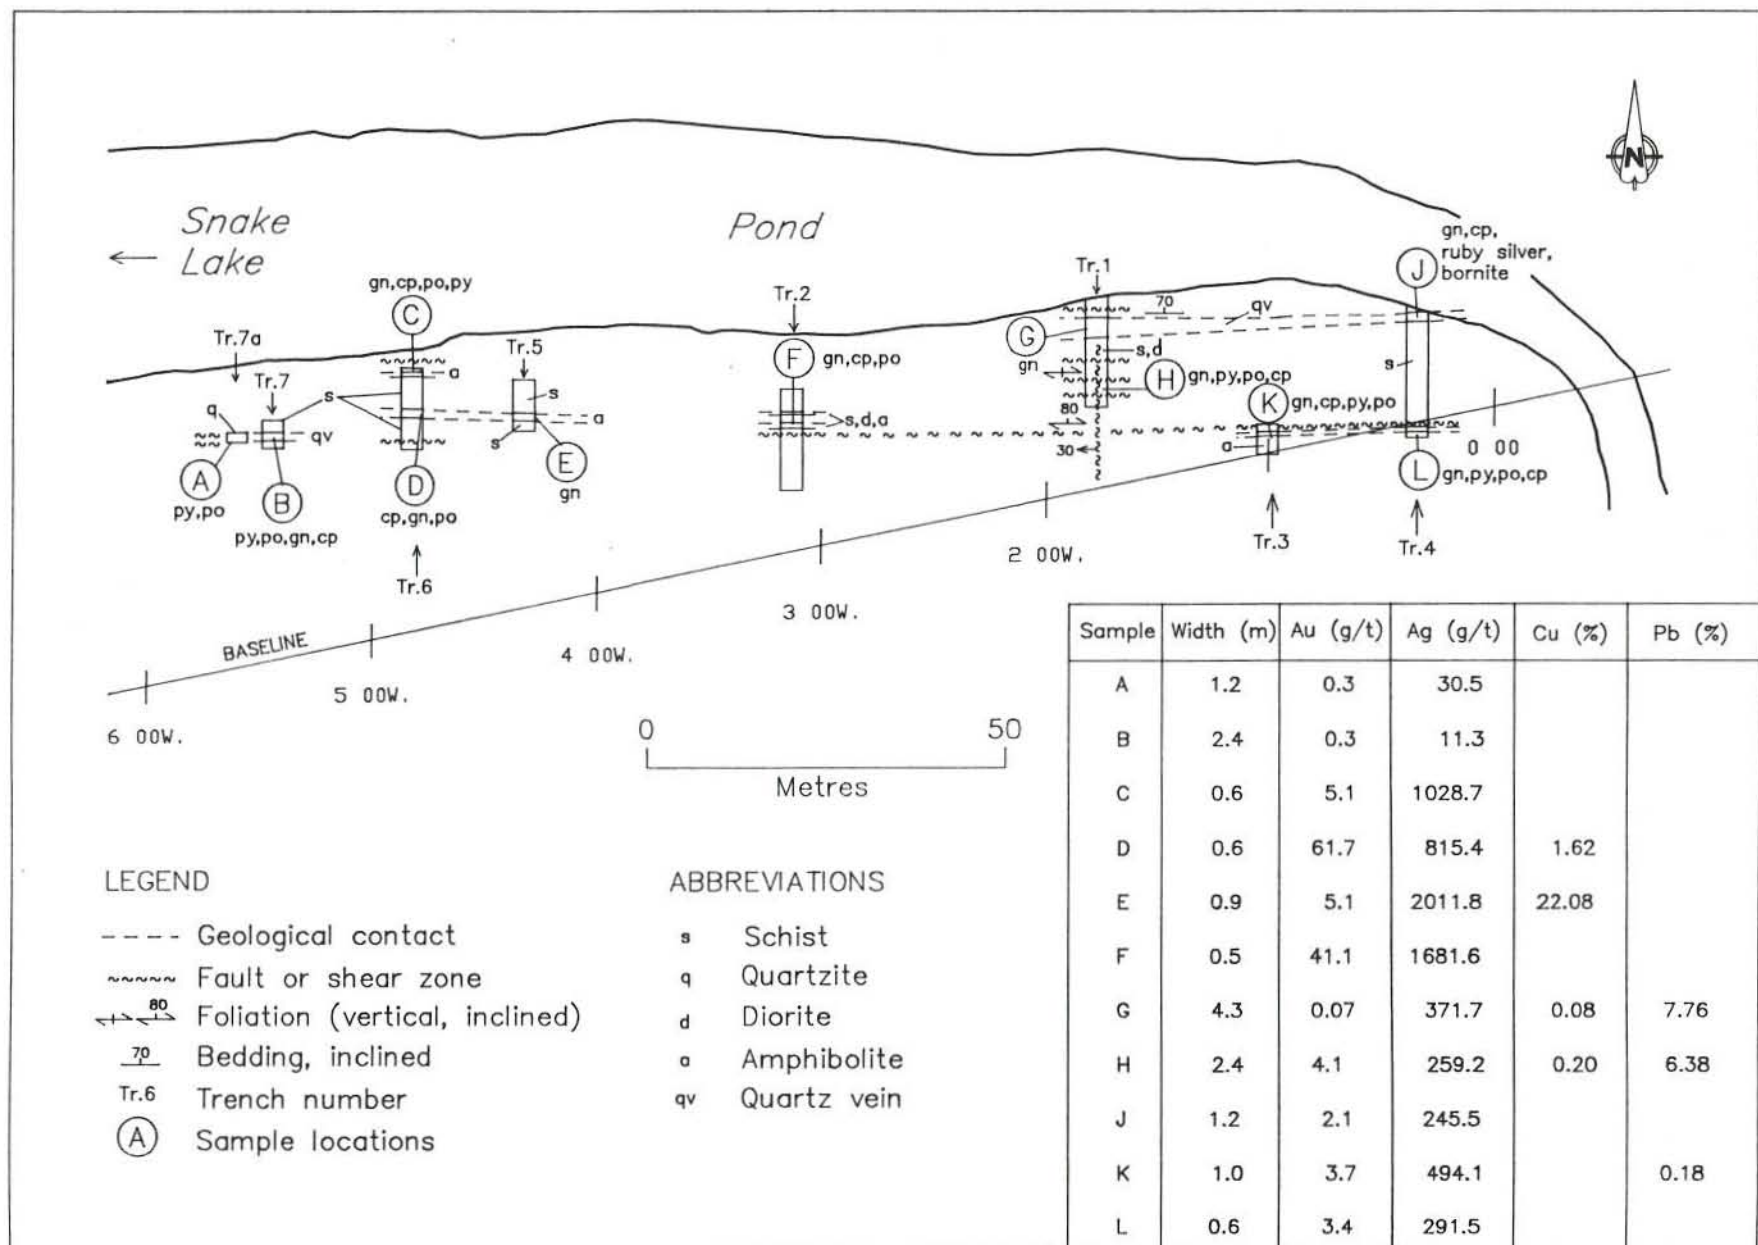 N
Snake
Lake
Pond
gn,cp,
ruby silver,
bornite
J
gn,cp,po,py
C
Tr.2
Tr.1
70
qv
G
F
gn,cp,po
Tr.7a
Tr.7
Tr.5
a
s
s,d
gn
H
gn,py,po,cp
s
K
gn,cp,py,po
q
s
qv
a
s
s,d,a
80
30
a
0 00
A
B
D
E
gn
L
gn,py,po,cp
py,po
py,po,gn,cp
cp,gn,po
Tr.6
Tr.3
Tr.4
2 00W.
3 00W.
4 00W.
5 00W.
6 00W.
BASELINE
0 50
Metres
Sample Width (m) Au (g/t) Ag (g/t) Cu (%) Pb (%)
A 1.2 0.3 30.5
B 2.4 0.3 11.3
C 0.6 5.1 1028.7
D 0.6 61.7 815.4 1.62
E 0.9 5.1 2011.8 22.08
F 0.5 41.1 1681.6
G 4.3 0.07 371.7 0.08 7.76
H 2.4 4.1 259.2 0.20 6.38
J 1.2 2.1 245.5
K 1.0 3.7 494.1 0.18
L 0.6 3.4 291.5
LEGEND
Geological contact
Fault or shear zone
80 Foliation (vertical, inclined)
70 Bedding, inclined
Tr.6 Trench number
A Sample locations
ABBREVIATIONS
s Schist
q Quartzite
d Diorite
a Amphibolite
qv Quartz vein